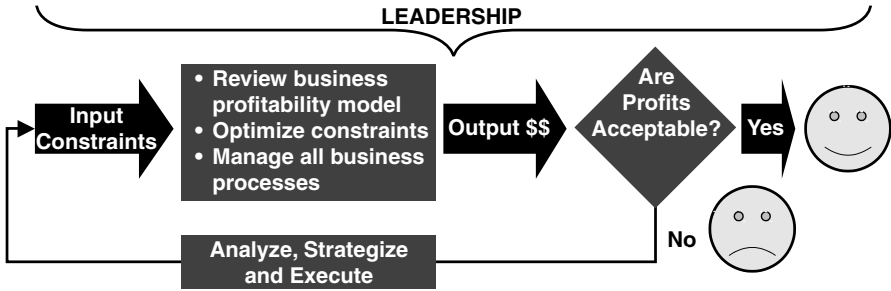 LEADERSHIP
Input
Constraints
• Review business
profitability model
• Optimize constraints
• Manage all business
processes
Output $$
Are
Profits
Acceptable?
Yes
No
Analyze, Strategize
and Execute